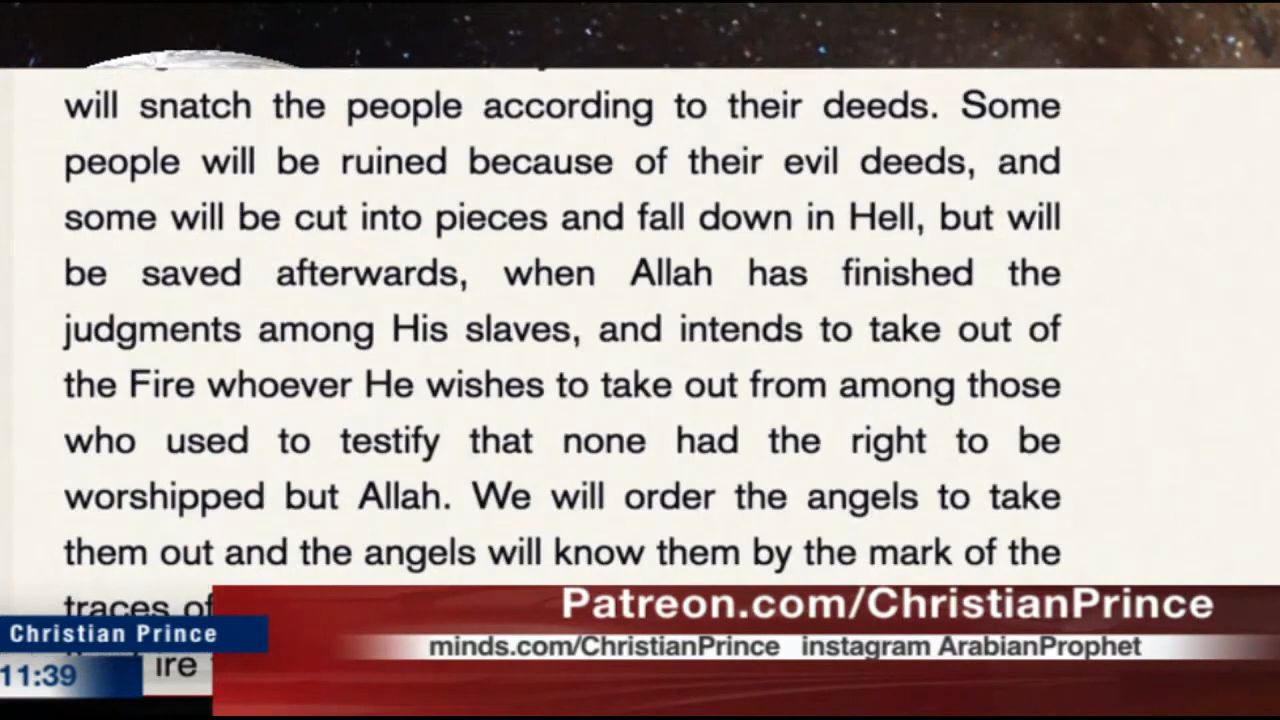 will snatch the people according to their deeds. Some
people will be ruined because of their evil deeds, and
some will be cut into pieces and fall down in Hell, but will
be saved afterwards, when Allah has finished the
judgments among His slaves, and intends to take out of
the Fire whoever He wishes to take out from among those
who used to testify that none had the right to be
worshipped but Allah. We will order the angels to take
them out and the angels will know them by the mark of the
traces of
Patreon.com/ChristianPrince
Christian Prince
minds.com/ChristianPrince instagram ArabianProphet
11:39